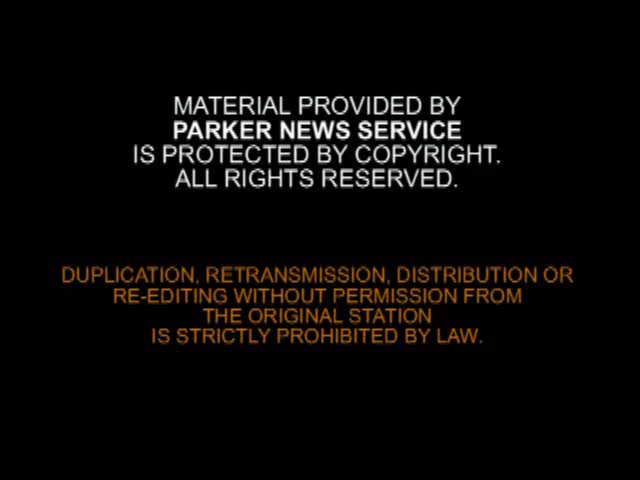 MATERIAL PROVIDED BY
PARKER NEWS SERVICE
IS PROTECTED BY COPYRIGHT.
ALL RIGHTS RESERVED.
DUPLICATION, RETRANSMISSION, DISTRIBUTION OR
RE-EDITING WITHOUT PERMISSION FROM
THE ORIGINAL STATION
IS STRICTLY PROHIBITED BY LAW.